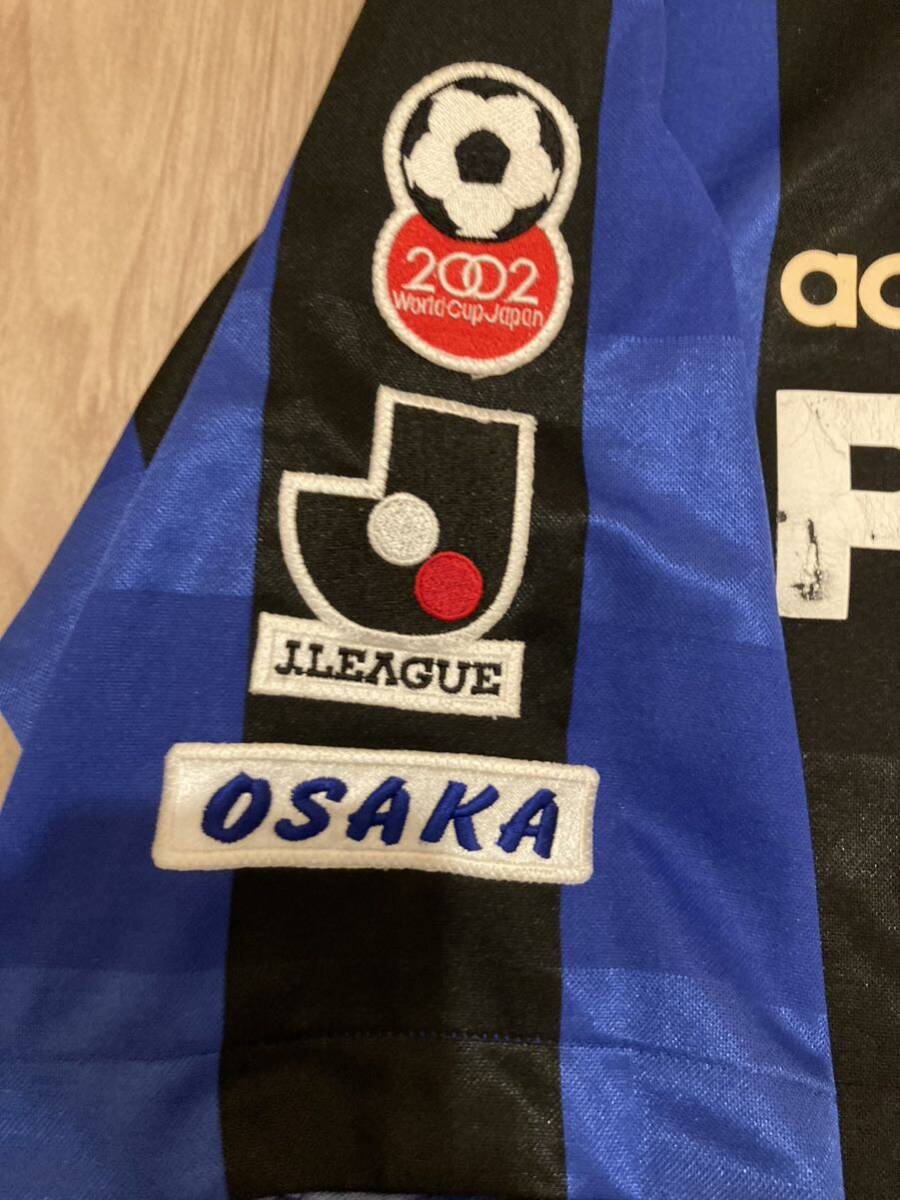 2002
World Cup Japan
J.LEAGUE
OSAKA